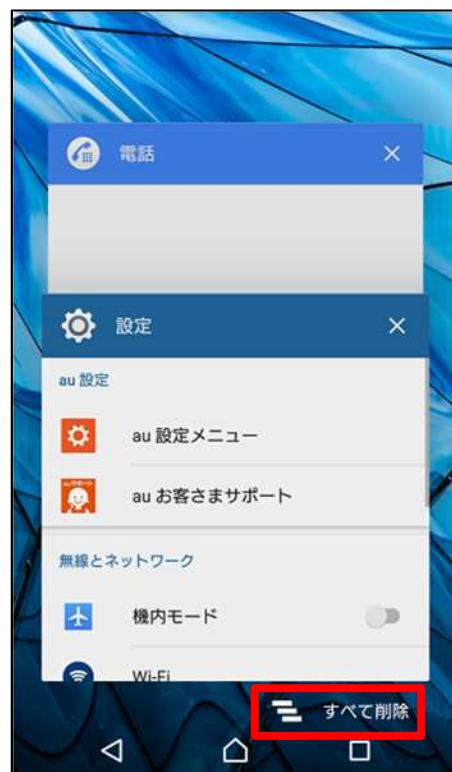 電話
設定
au 設定
au 設定メニュー
au お客さまサポート
無線とネットワーク
機内モード
Wi-Fi
すべて削除